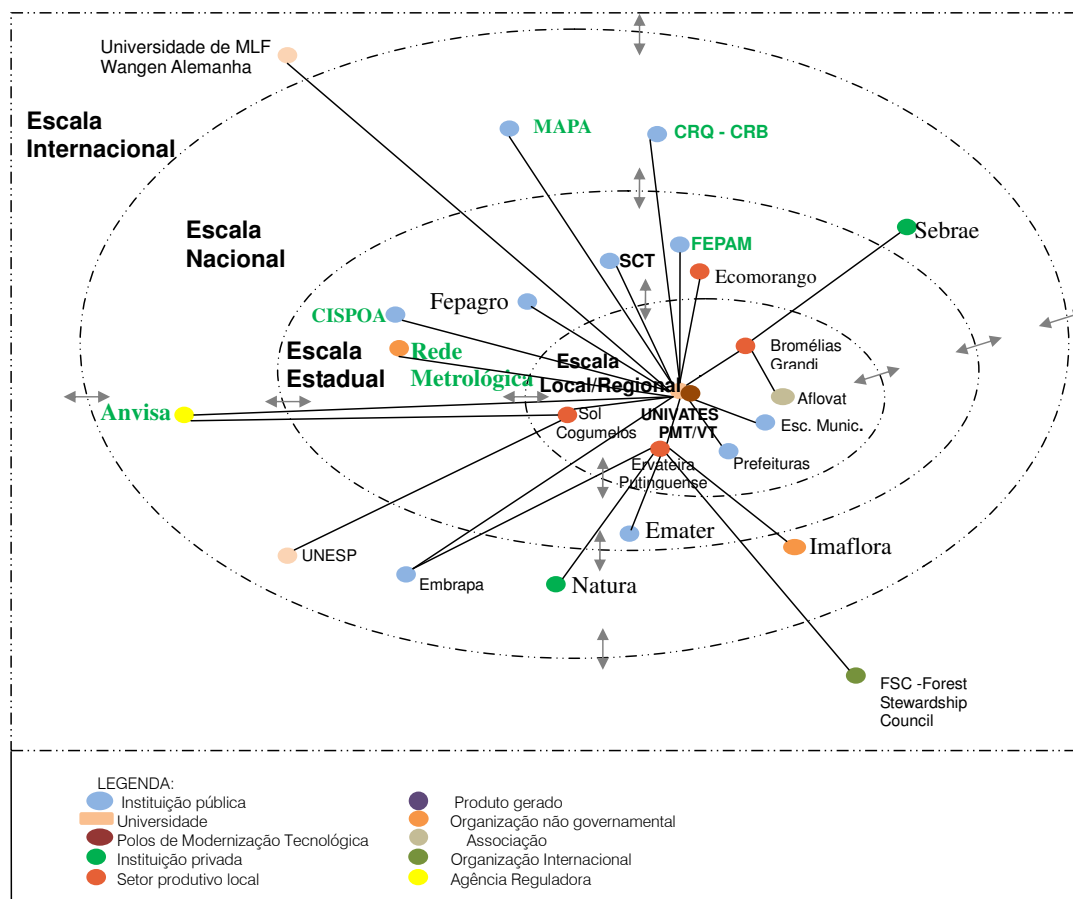 Universidade de MLF
Wangen Alemanha
Escala
Internacional
MAPA
CRQ - CRB
Escala
Nacional
Sebrae
FEPAM
SCT
Ecomorango
Fepagro
CISPOA
Rede
Metrológica
Escala
Estadual
Escala
Local/Regional
Bromélias
Grandi
Aflovat
Anvisa
Sol
Cogumelos
UNIVATES
PMT/VT
Esc. Munic.
Prefeituras
Ervateira
Putinguense
Emater
Imaflora
UNESP
Embrapa
Natura
FSC -Forest
Stewardship
Council
LEGENDA:
Instituição pública
Universidade
Polos de Modernização Tecnológica
Instituição privada
Setor produtivo local
Produto gerado
Organização não governamental
Associação
Organização Internacional
Agência Reguladora